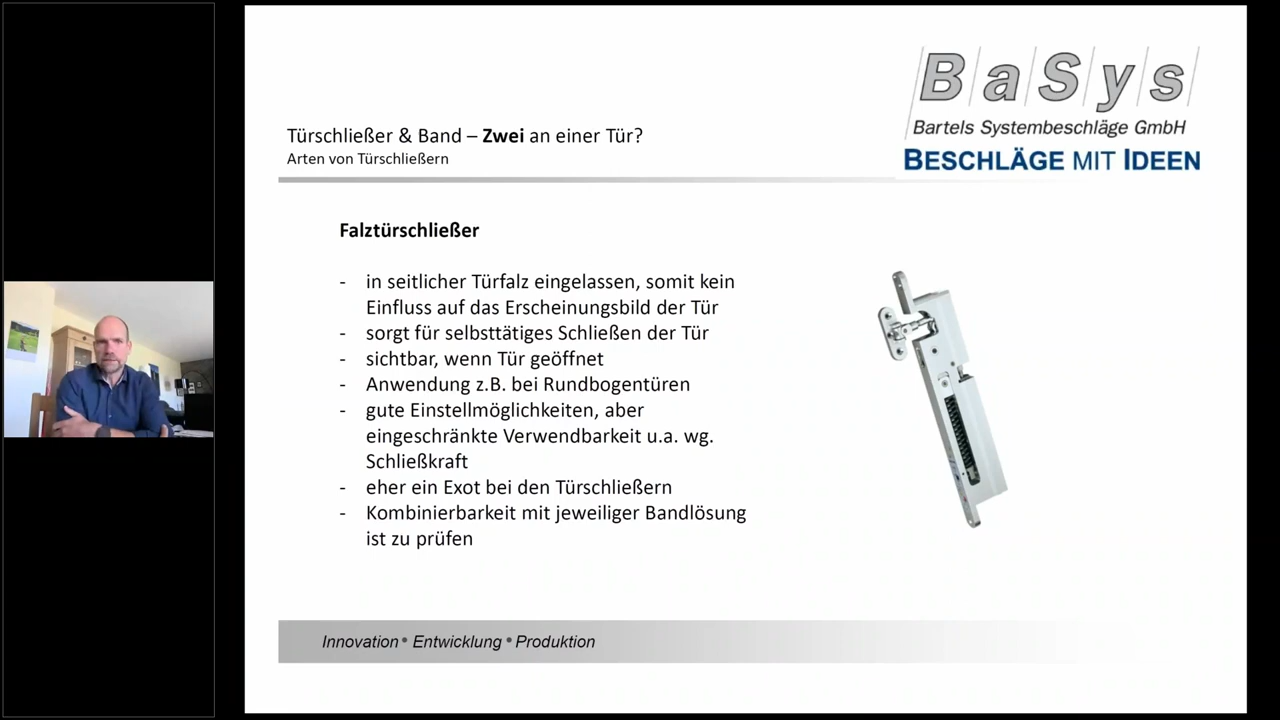 BaSys
Bartels Systembeschläge GmbH
BESCHLÄGE MIT IDEEN
Türschließer & Band – Zwei an einer Tür?
Arten von Türschließern
Falztürschließer
- in seitlicher Türfalz eingelassen, somit kein
Einfluss auf das Erscheinungsbild der Tür
- sorgt für selbsttätiges Schließen der Tür
- sichtbar, wenn Tür geöffnet
- Anwendung z.B. bei Rundbogentüren
- gute Einstellmöglichkeiten, aber
eingeschränkte Verwendbarkeit u.a. wg.
Schließkraft
- eher ein Exot bei den Türschließern
- Kombinierbarkeit mit jeweiliger Bandlösung
ist zu prüfen
Innovation • Entwicklung • Produktion